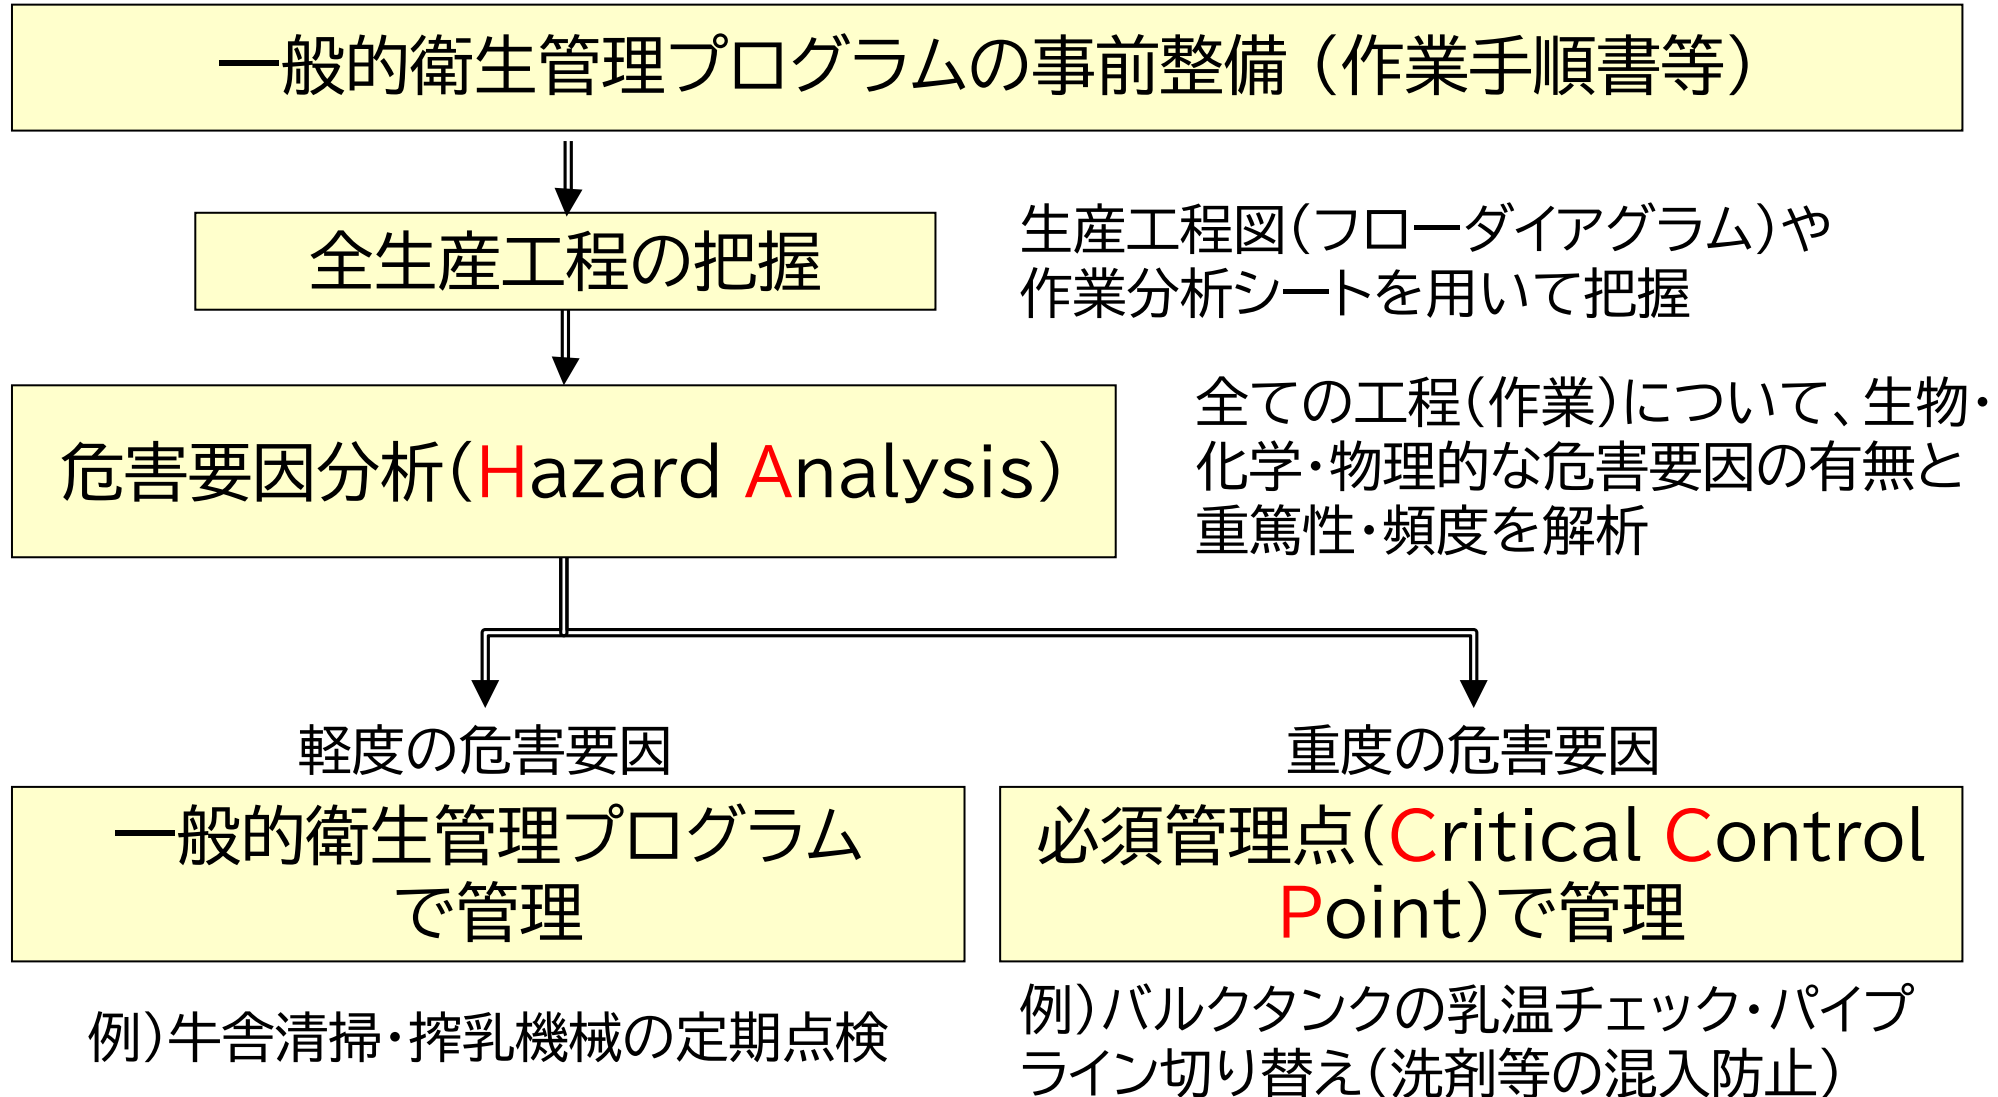 一般的衛生管理プログラムの事前整備（作業手順書等）
全生産工程の把握
生産工程図（フローダイアグラム）や
作業分析シートを用いて把握
危害要因分析（Hazard Analysis）
全ての工程（作業）について、生物・
化学・物理的な危害要因の有無と
重篤性・頻度を解析
軽度の危害要因
一般的衛生管理プログラム
で管理
例）牛舎清掃・搾乳機械の定期点検
重度の危害要因
必須管理点（Critical Control
Point）で管理
例）バルクタンクの乳温チェック・パイプ
ライン切り替え（洗剤等の混入防止）